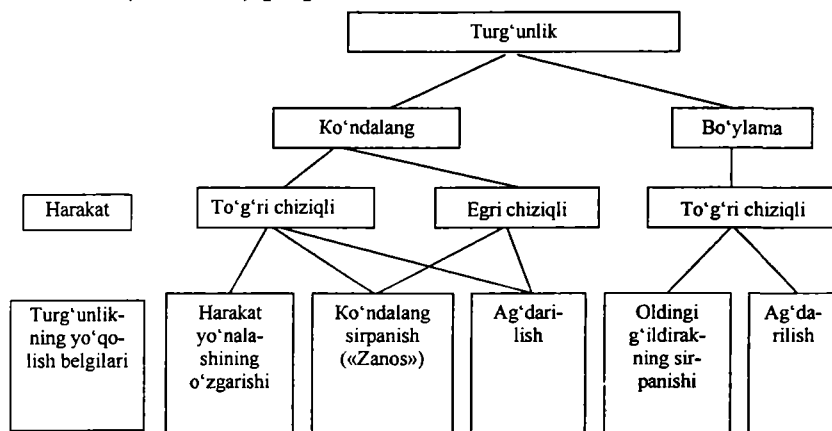 Turg‘unlik
Ko‘ndalang
Bo‘ylama
Harakat
To‘g‘ri chiziqli
Egri chiziqli
To‘g‘ri chiziqli
Turg‘unlik-
ning yo‘qo-
lish belgilari
Harakat
yo‘nala-
shining
o‘zgarishi
Ko‘ndalang
sirpanish
(«Zanos»)
Ag‘dari-
lish
Oldingi
g‘ildirak-
ning sir-
panishi
Ag‘da-
rilish